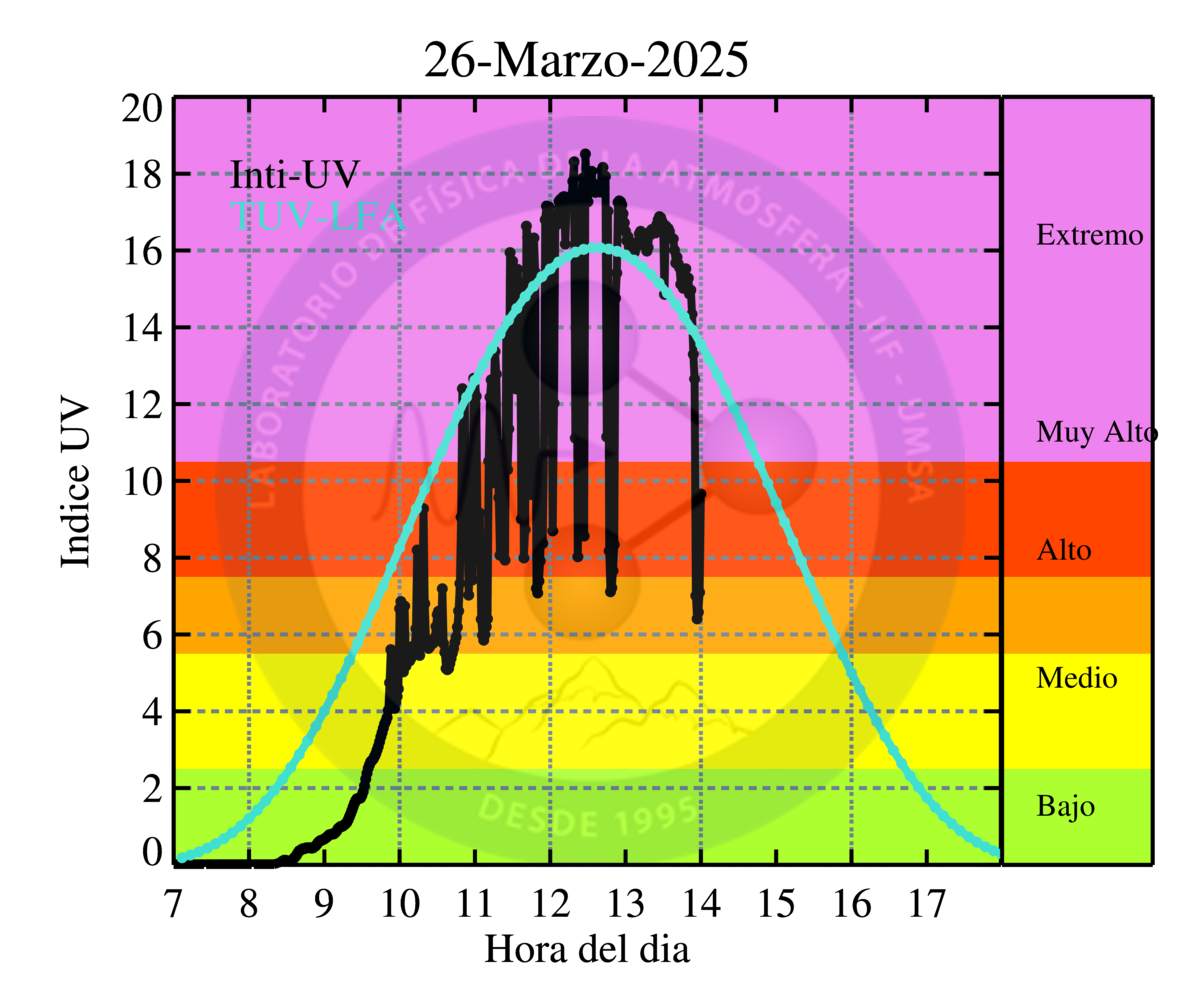 26-Marzo-2025
Indice UV
20
18
16
14
12
10
8
6
4
2
0
Inti-UV
TUV-LFA
LABORATORIO DE FÍSICA DE LA ATMÓSFERA - IIF - UMSA
DESDE 1995
Extremo
Muy Alto
Alto
Medio
Bajo
7 8 9 10 11 12 13 14 15 16 17
Hora del dia